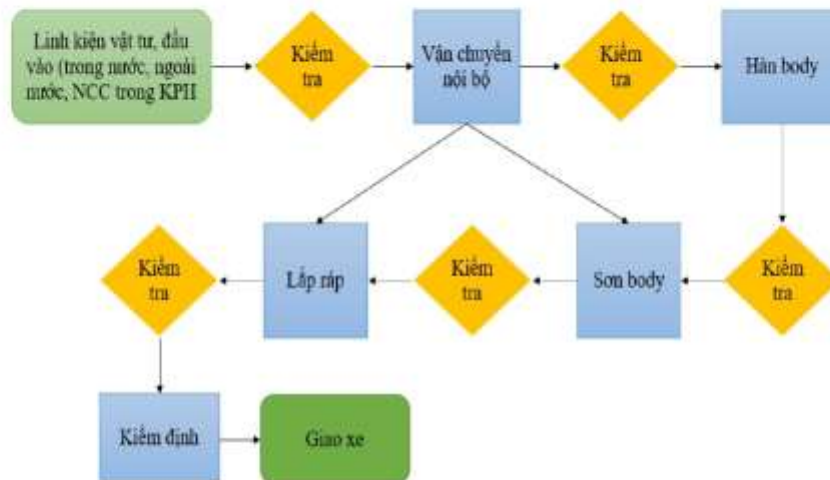 Linh kiện vật tư, đầu
vào (trong nước, ngoài
nước, NCC trong KPH
Kiểm
tra
Vận chuyển
nội bộ
Kiểm
tra
Hàn body
Kiểm
tra
Sơn body
Kiểm
tra
Lắp ráp
Kiểm
tra
Kiểm định
Giao xe